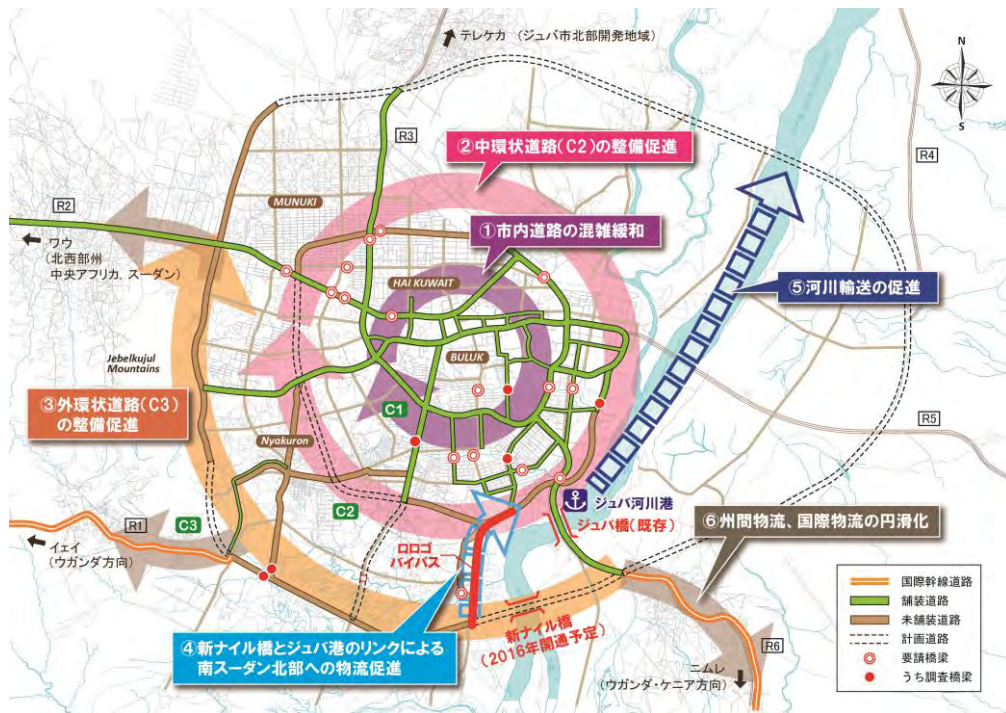 テレケカ (ジュバ市北部開発地域)
N
S
R3
R4
②中環状道路(C2)の整備促進
MUNUKI
R2
①市内道路の混雑緩和
ワウ
(北西部州
中央アフリカ, スーダン)
HAI KUWAIT
⑤河川輸送の促進
BULUK
Jebelkujul
Mountains
③外環状道路(C3)
の整備促進
C1
R5
Nyakuron
ジュバ河川港
C2
C3
R1
ジュバ橋(既存)
⑥州間物流、国際物流の円滑化
イェイ
(ウガンダ方向)
ロロゴ
バイパス
国際幹線道路
舗装道路
未舗装道路
計画道路
要請橋梁
うち調査橋梁
新ナイル橋
(2016年開通予定)
④新ナイル橋とジュバ港のリンクによる
南スーダン北部への物流促進
R6
ニムレ
(ウガンダ・ケニア方向)